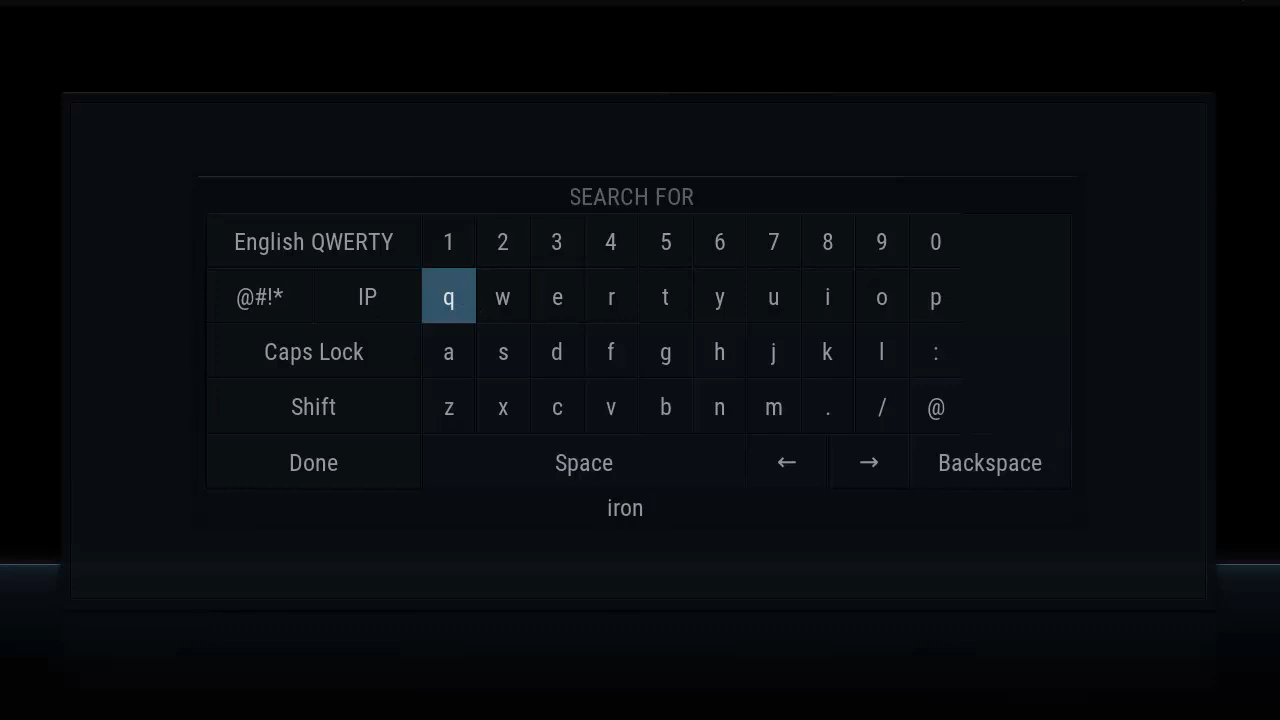 SEARCH FOR
English QWERTY 1 2 3 4 5 6 7 8 9 0
@#!* IP q w e r t y u i o p
Caps Lock a s d f g h j k l :
Shift z x c v b n m . / @
Done Space ← → Backspace
iron